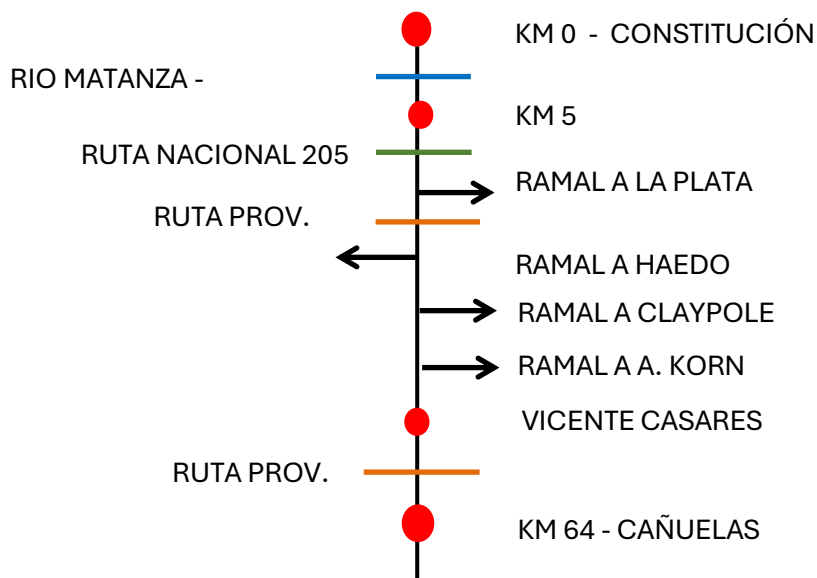 KM 0 - CONSTITUCIÓN
RIO MATANZA -
KM 5
RUTA NACIONAL 205
RAMAL A LA PLATA
RUTA PROV.
RAMAL A HAEDO
RAMAL A CLAYPOLE
RAMAL A A. KORN
VICENTE CASARES
RUTA PROV.
KM 64 - CAÑUELAS